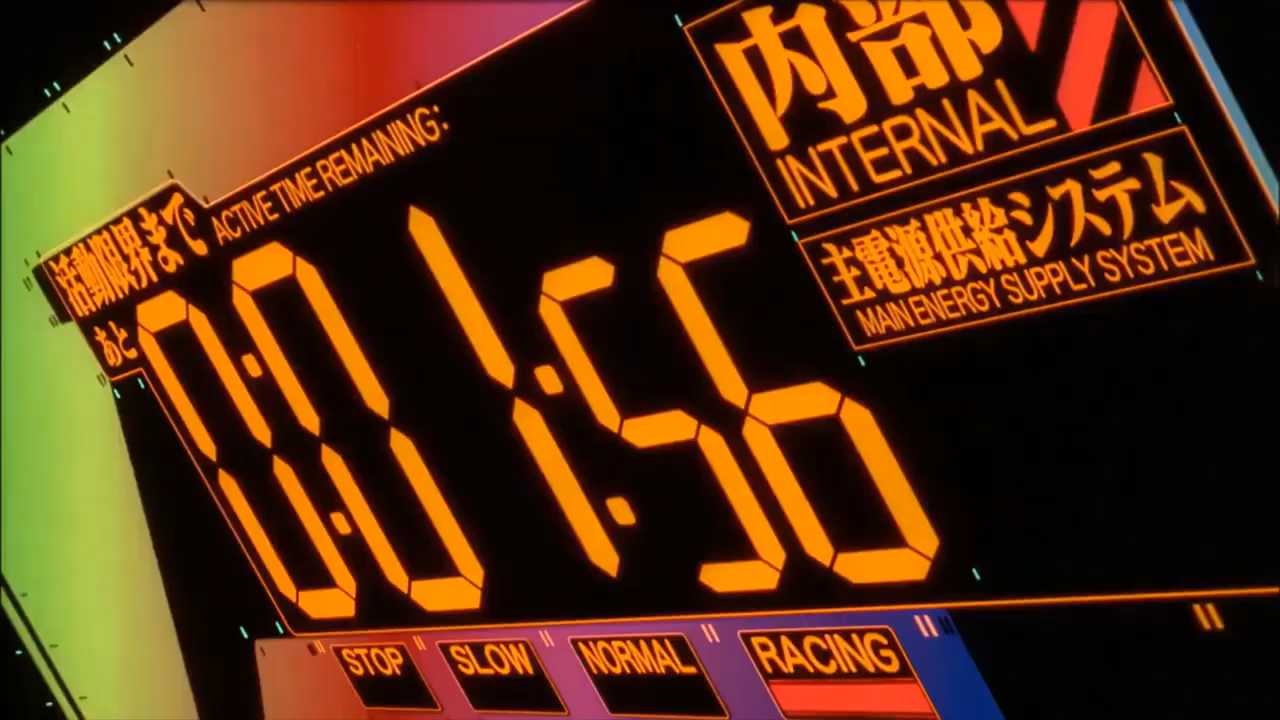 内部
INTERNAL
主電源供給システム
MAIN ENERGY SUPPLY SYSTEM
活動限界まで
ACTIVE TIME REMAINING:
あと
0:01:56
STOP
SLOW
NORMAL
RACING